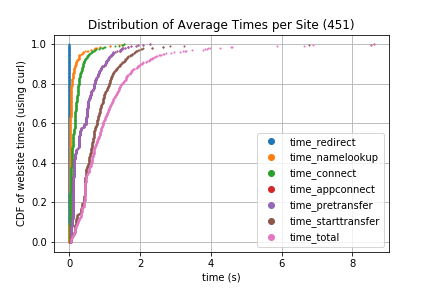 Distribution of Average Times per Site (451)
CDF of website times (using curl)
1.0
0.8
0.6
0.4
0.2
0.0
time_redirect
time_namelookup
time_connect
time_appconnect
time_pretransfer
time_starttransfer
time_total
0 2 4 6 8
time (s)